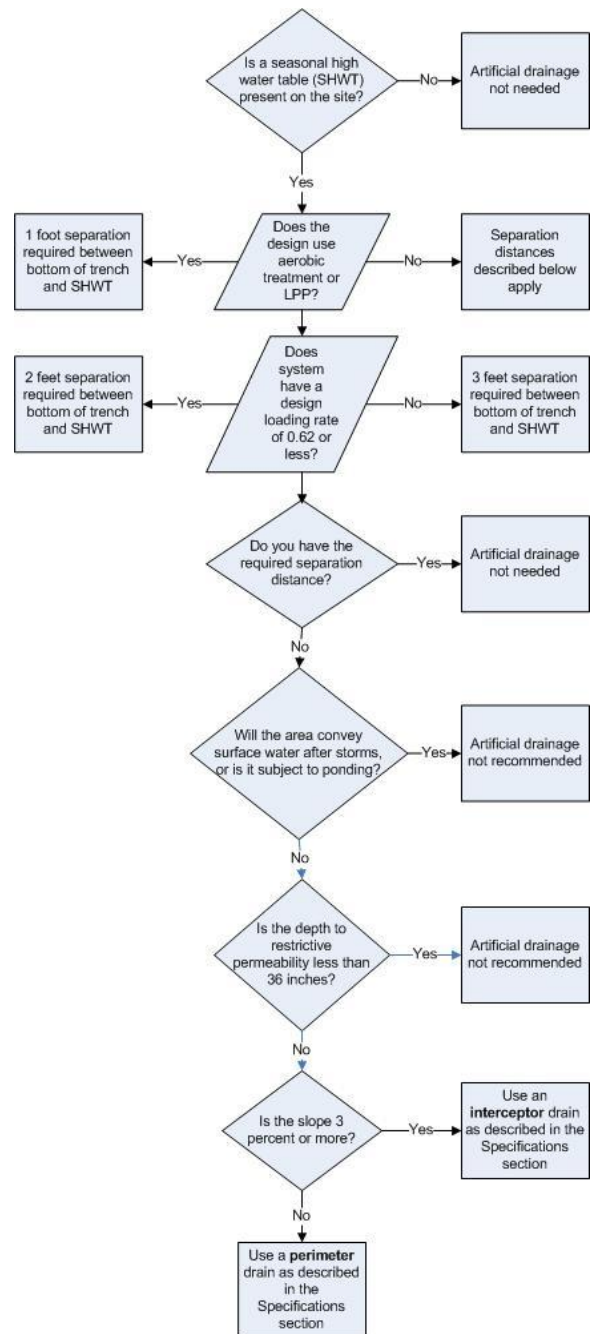 Is a seasonal high
water table (SHWT)
present on the site?
No
Artificial drainage
not needed
Yes
1 foot separation
required between
bottom of trench
and SHWT
Yes
Does the
design use
aerobic
treatment or
LPP?
No
Separation
distances
described below
apply
2 feet separation
required between
bottom of trench
and SHWT
Yes
Does
system
have a
design
loading rate
of 0.62 or
less?
No
3 feet separation
required between
bottom of trench
and SHWT
Do you have the
required separation
distance?
Yes
Artificial drainage
not needed
No
Will the area convey
surface water after storms,
or is it subject to ponding?
Yes
Artificial drainage
not recommended
No
Is the depth to
restrictive
permeability less than
36 inches?
Yes
Artificial drainage
not recommended
No
Is the slope 3
percent or more?
Yes
Use an
interceptor drain
as described in the
Specifications
section
No
Use a perimeter
drain as described
in the
Specifications
section